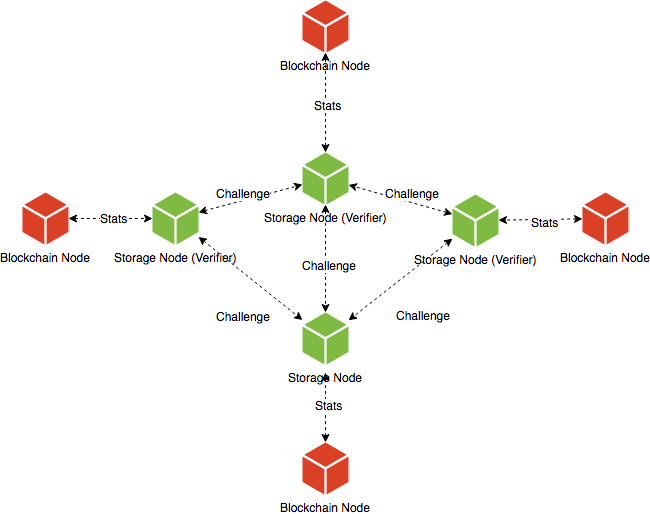 Blockchain Node
Stats
Challenge
Challenge
Storage Node (Verifier)
Stats
Stats
Blockchain Node
Storage Node (Verifier)
Challenge
Storage Node (Verifier)
Blockchain Node
Challenge
Challenge
Storage Node
Stats
Blockchain Node